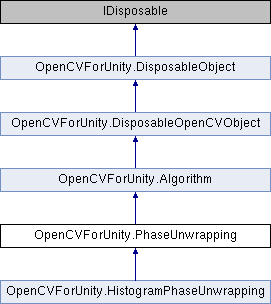 IDisposable
OpenCVForUnity.DisposableObject
OpenCVForUnity.DisposableOpenCVObject
OpenCVForUnity.Algorithm
OpenCVForUnity.PhaseUnwrapping
OpenCVForUnity.HistogramPhaseUnwrapping